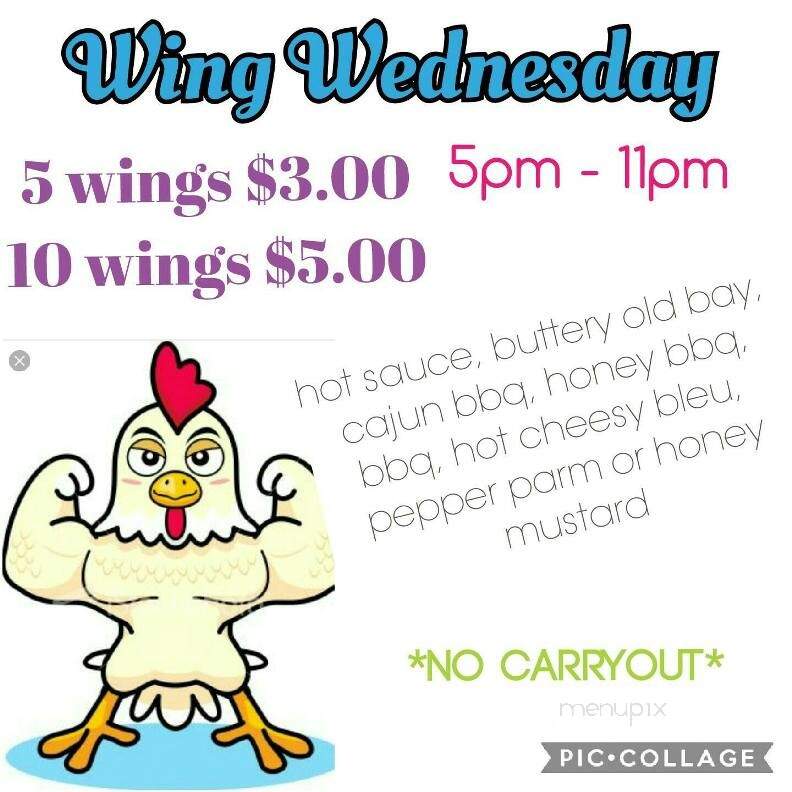 Wing Wednesday
5 wings $3.00
5pm - 11pm
10 wings $5.00
hot sauce, buttery old bay,
cajun bbq, honey bbq,
bbq, hot cheesy bleu,
pepper parm or honey
mustard
*NO CARRYOUT*
menupix
PIC•COLLAGE